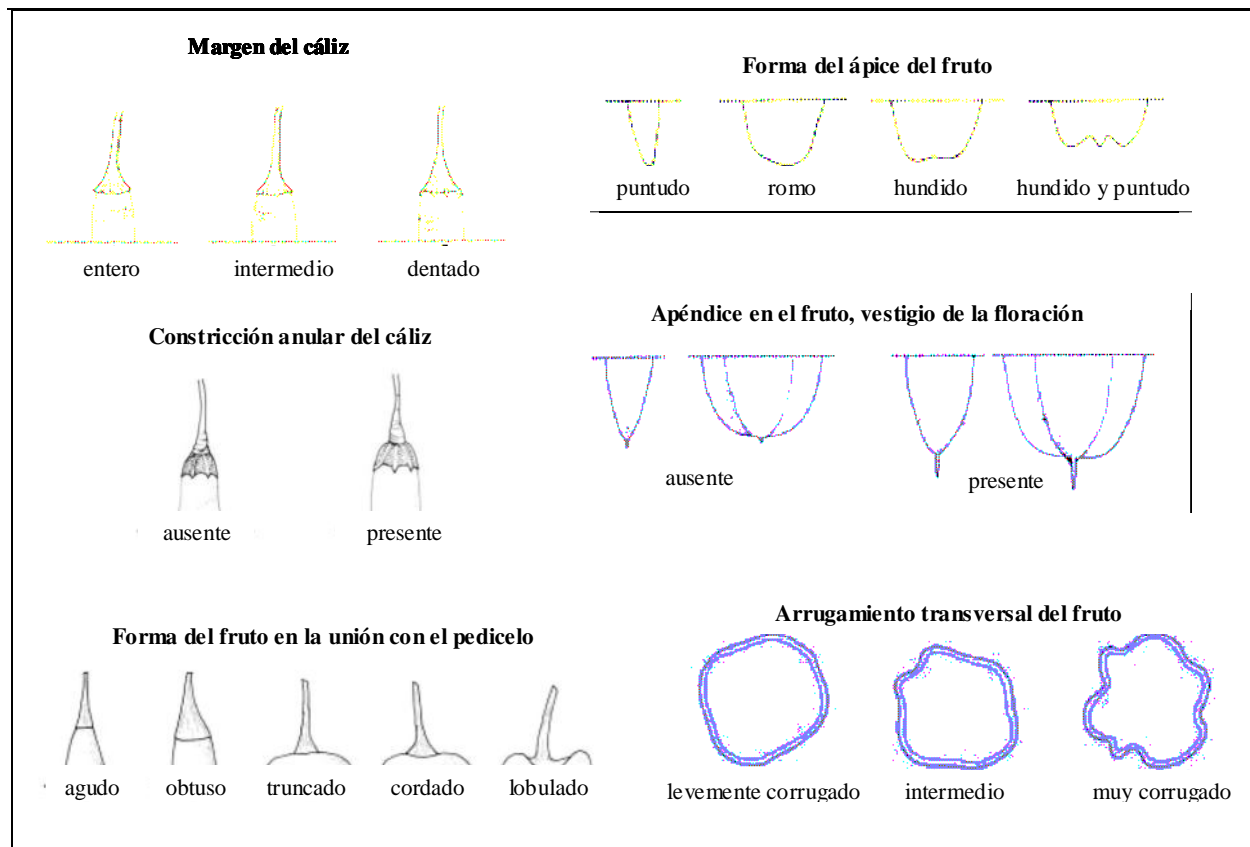 Margen del cáliz
entero intermedio dentado
Forma del ápice del fruto
puntudo romo hundido hundido y puntudo
Constricción anular del cáliz
ausente presente
Apéndice en el fruto, vestigio de la floración
ausente presente
Forma del fruto en la unión con el pedicelo
agudo obtuso truncado cordado lobulado
Arrugamiento transversal del fruto
levemente corrugado intermedio muy corrugado